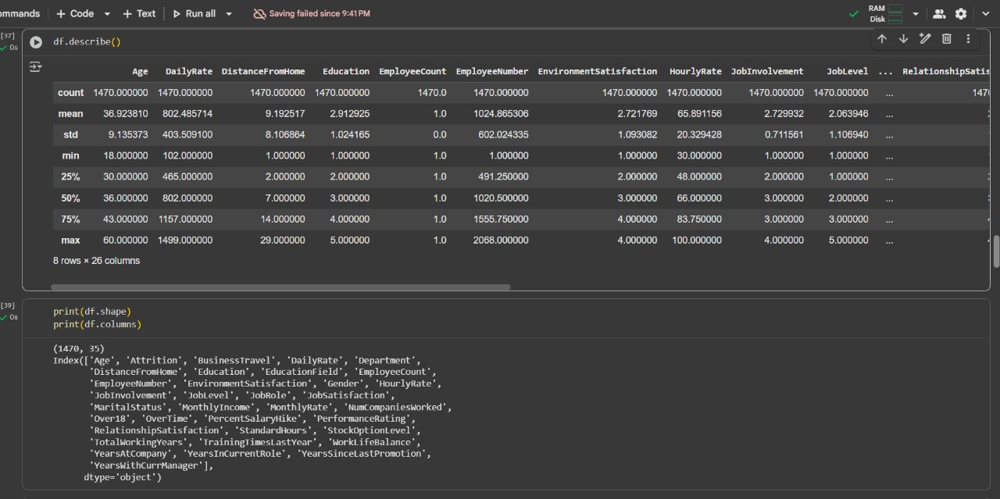 ommands + Code + Text Run all Saving failed since 9:41 PM RAM Disk
[37] 0s df.describe()
Age DailyRate DistanceFromHome Education EmployeeCount EmployeeNumber EnvironmentSatisfaction HourlyRate JobInvolvement JobLevel ... RelationshipSatis
count 1470.000000 1470.000000 1470.000000 1470.000000 1470.0 1470.000000 1470.000000 1470.000000 1470.000000 1470.000000 ... 147
mean 36.923810 802.485714 9.192517 2.912925 1.0 1024.865306 2.721769 65.891156 2.729932 2.063946 ...
std 9.135373 403.509100 8.106864 1.024165 0.0 602.024335 1.093082 20.329428 0.711561 1.106940 ...
min 18.000000 102.000000 1.000000 1.000000 1.0 1.000000 1.000000 30.000000 1.000000 1.000000 ...
25% 30.000000 465.000000 2.000000 2.000000 1.0 491.250000 2.000000 48.000000 2.000000 1.000000 ...
50% 36.000000 802.000000 7.000000 3.000000 1.0 1020.500000 3.000000 66.000000 3.000000 2.000000 ...
75% 43.000000 1157.000000 14.000000 4.000000 1.0 1555.750000 4.000000 83.750000 3.000000 3.000000 ...
max 60.000000 1499.000000 29.000000 5.000000 1.0 2068.000000 4.000000 100.000000 4.000000 5.000000 ...
8 rows × 26 columns
[39] 0s print(df.shape)
print(df.columns)
(1470, 35)
Index(['Age', 'Attrition', 'BusinessTravel', 'DailyRate', 'Department',
'DistanceFromHome', 'Education', 'EducationField', 'EmployeeCount',
'EmployeeNumber', 'EnvironmentSatisfaction', 'Gender', 'HourlyRate',
'JobInvolvement', 'JobLevel', 'JobRole', 'JobSatisfaction',
'MaritalStatus', 'MonthlyIncome', 'MonthlyRate', 'NumCompaniesWorked',
'Over18', 'OverTime', 'PercentSalaryHike', 'PerformanceRating',
'RelationshipSatisfaction', 'StandardHours', 'StockOptionLevel',
'TotalWorkingYears', 'TrainingTimesLastYear', 'WorkLifeBalance',
'YearsAtCompany', 'YearsInCurrentRole', 'YearsSinceLastPromotion',
'YearsWithCurrManager'],
dtype='object')